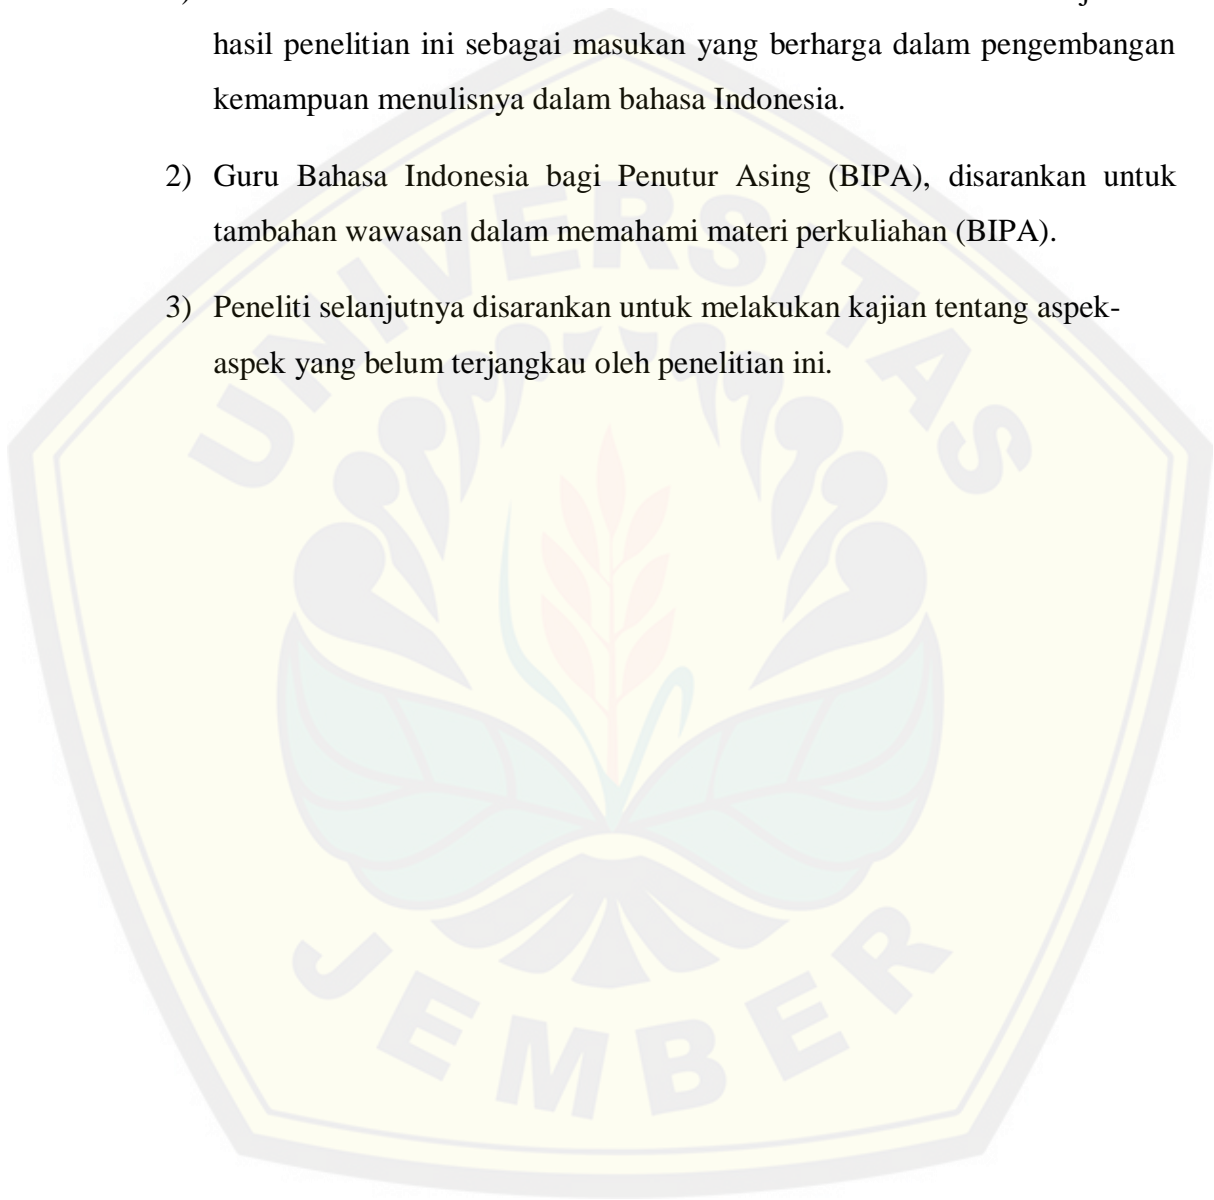 hasil penelitian ini sebagai masukan yang berharga dalam pengembangan
kemampuan menulisnya dalam bahasa Indonesia.
2) Guru Bahasa Indonesia bagi Penutur Asing (BIPA), disarankan untuk
tambahan wawasan dalam memahami materi perkuliahan (BIPA).
3) Peneliti selanjutnya disarankan untuk melakukan kajian tentang aspek-
aspek yang belum terjangkau oleh penelitian ini.
UNIVERSITAS
JEMBER